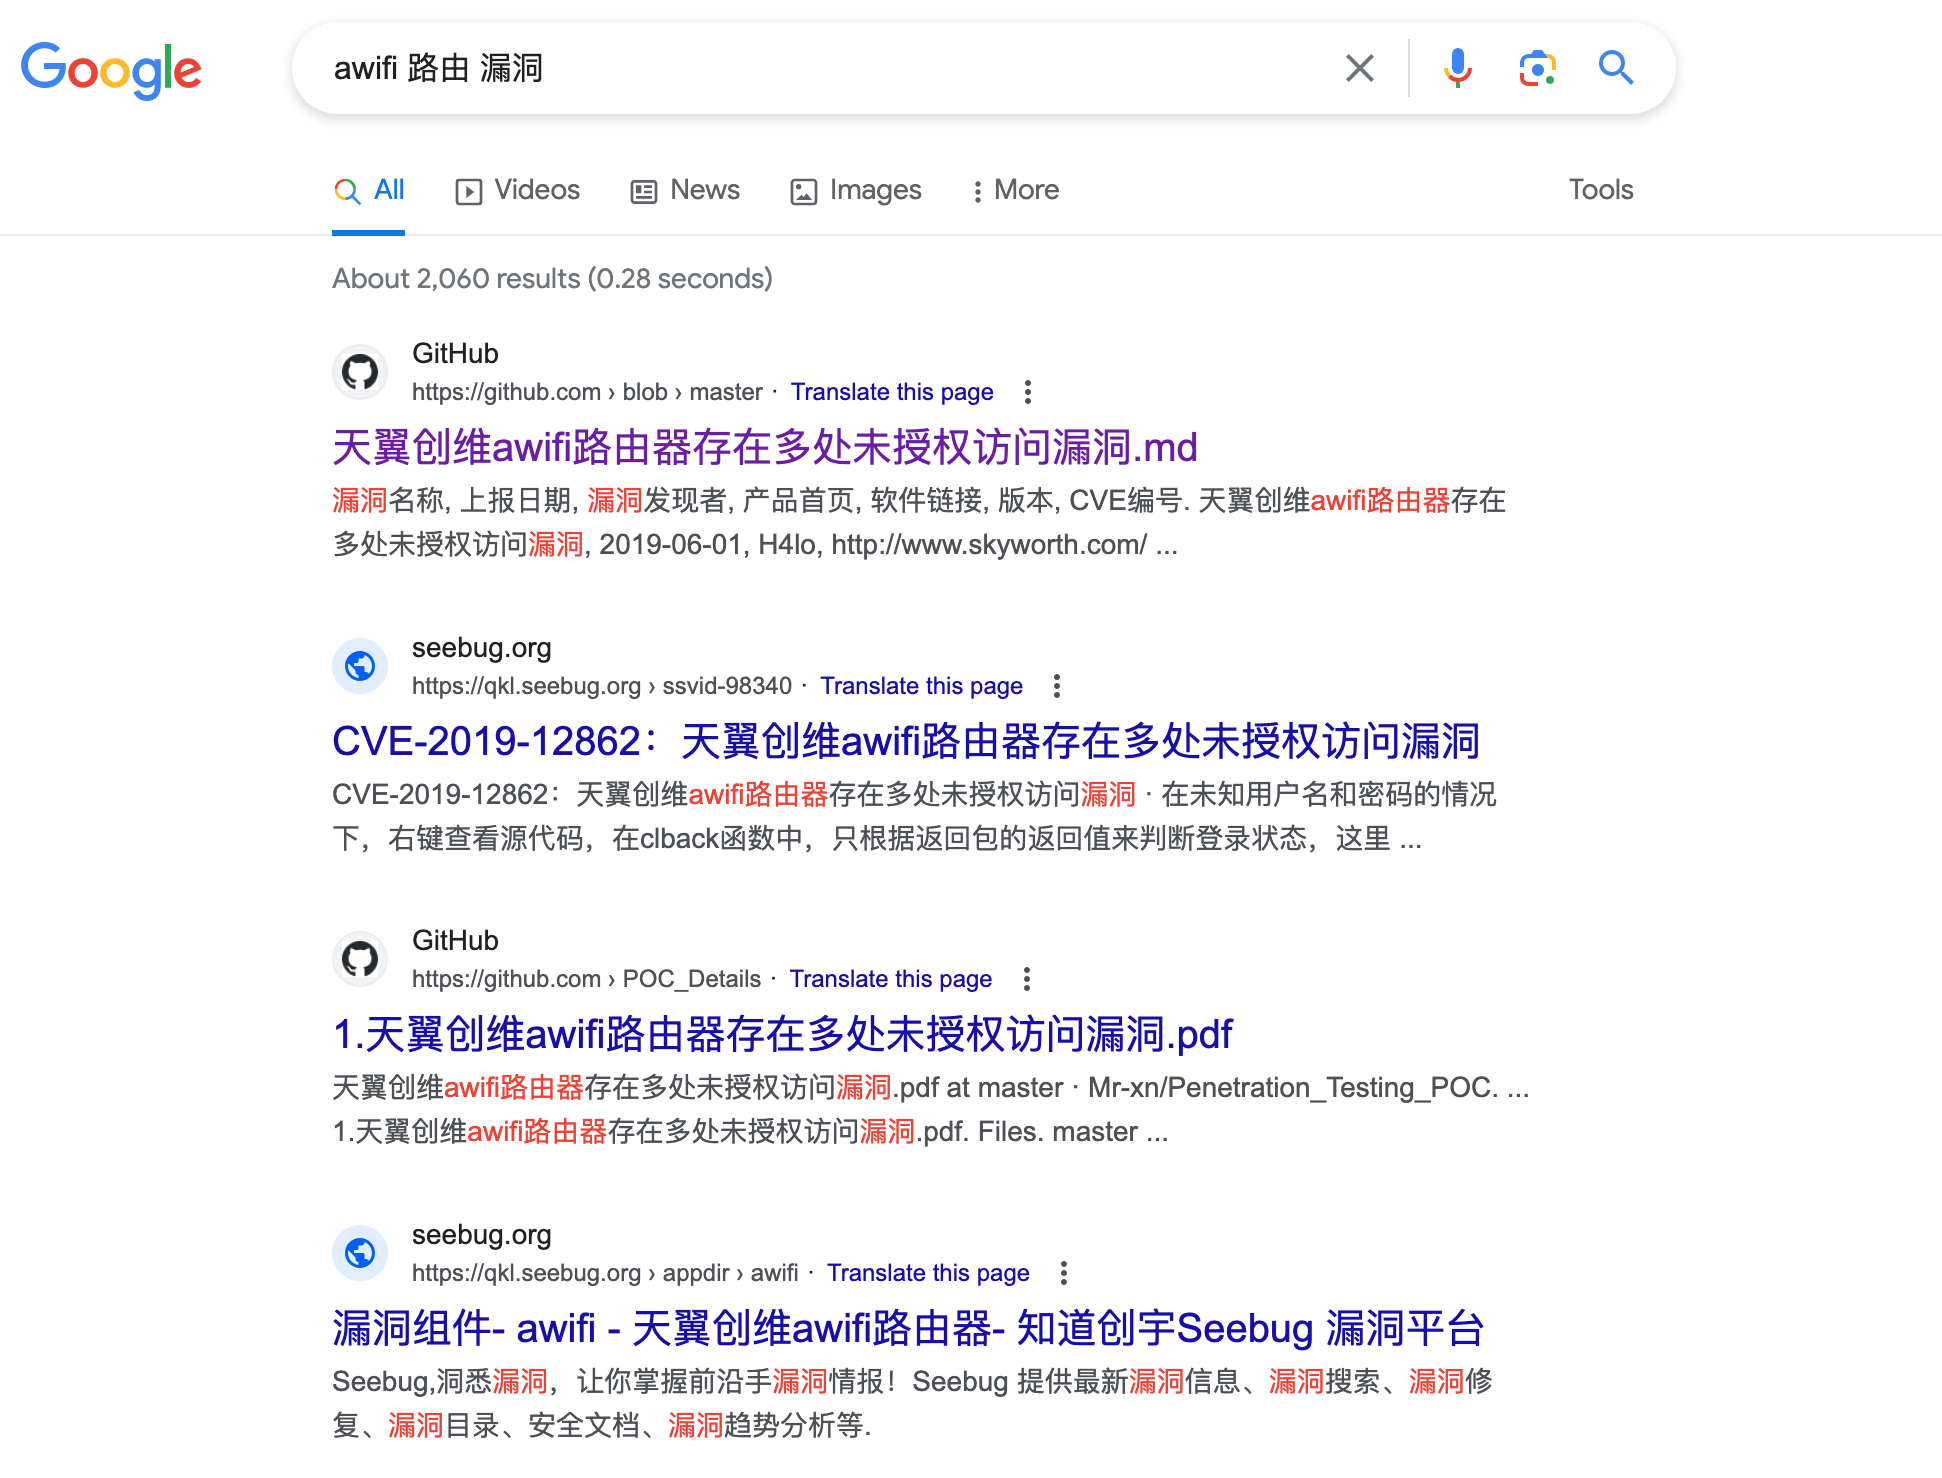 Google
awifi 路由 漏洞
All Videos News Images More Tools
About 2,060 results (0.28 seconds)
GitHub
https://github.com › blob › master · Translate this page
天翼创维awifi路由器存在多处未授权访问漏洞.md
漏洞名称, 上报日期, 漏洞发现者, 产品首页, 软件链接, 版本, CVE编号. 天翼创维awifi路由器存在
多处未授权访问漏洞, 2019-06-01, H4lo, http://www.skyworth.com/ ...
seebug.org
https://qkl.seebug.org › ssvid-98340 · Translate this page
CVE-2019-12862：天翼创维awifi路由器存在多处未授权访问漏洞
CVE-2019-12862：天翼创维awifi路由器存在多处未授权访问漏洞 · 在未知用户名和密码的情况
下，右键查看源代码，在clback函数中，只根据返回包的返回值来判断登录状态，这里 ...
GitHub
https://github.com › POC_Details · Translate this page
1.天翼创维awifi路由器存在多处未授权访问漏洞.pdf
天翼创维awifi路由器存在多处未授权访问漏洞.pdf at master · Mr-xn/Penetration_Testing_POC. ...
1.天翼创维awifi路由器存在多处未授权访问漏洞.pdf. Files. master ...
seebug.org
https://qkl.seebug.org › appdir › awifi · Translate this page
漏洞组件- awifi - 天翼创维awifi路由器- 知道创宇Seebug 漏洞平台
Seebug,洞悉漏洞，让你掌握前沿手漏洞情报！Seebug 提供最新漏洞信息、漏洞搜索、漏洞修
复、漏洞目录、安全文档、漏洞趋势分析等.